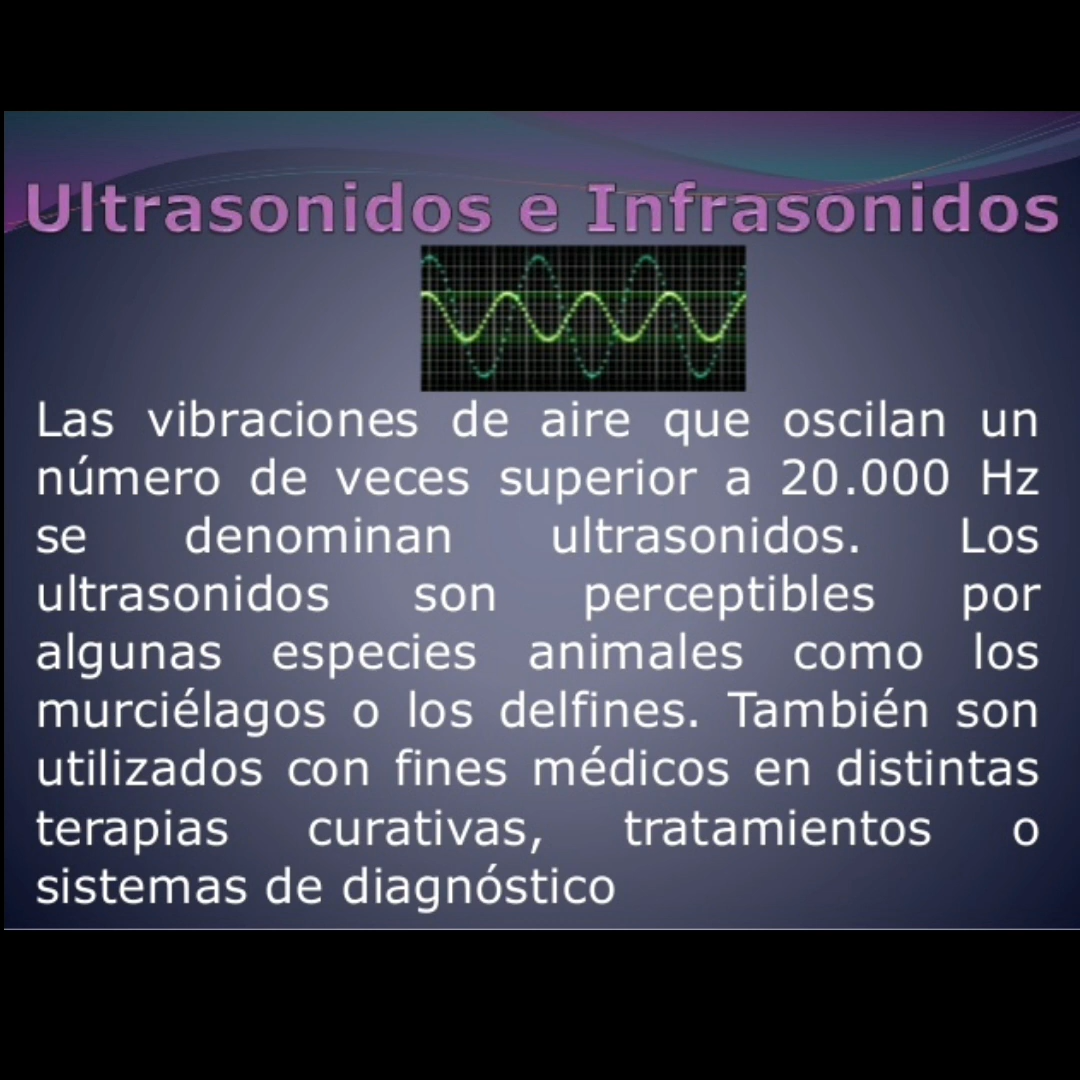 Ultrasonidos e Infrasonidos
Las vibraciones de aire que oscilan un
número de veces superior a 20.000 Hz
se denominan ultrasonidos. Los
ultrasonidos son perceptibles por
algunas especies animales como los
murciélagos o los delfines. También son
utilizados con fines médicos en distintas
terapias curativas, tratamientos o
sistemas de diagnóstico